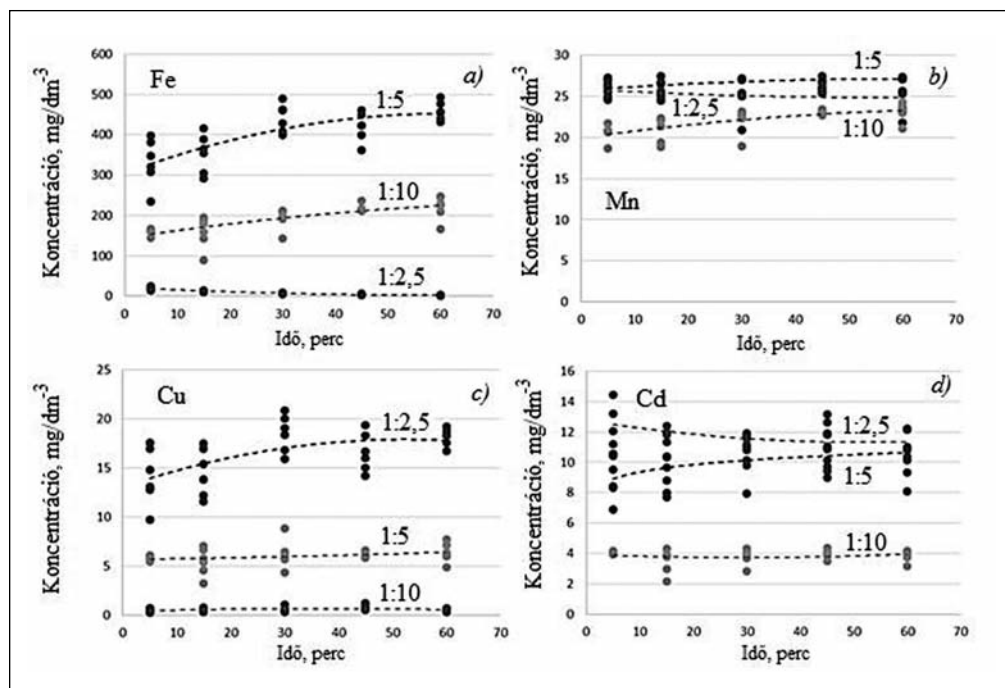 Fe
a)
Koncentráció, mg/dm⁻³
600
500
400
300
200
100
0
1:5
1:10
1:2,5
0 10 20 30 40 50 60 70
Idő, perc
b)
Koncentráció, mg/dm⁻³
30
25
20
15
10
5
0
1:5
1:2,5
1:10
Mn
0 10 20 30 40 50 60 70
Idő, perc
Cu
c)
Koncentráció, mg/dm⁻³
25
20
15
10
5
0
1:2,5
1:5
1:10
0 10 20 30 40 50 60 70
Idő, perc
Cd
d)
Koncentráció, mg/dm⁻³
16
14
12
10
8
6
4
2
0
1:2,5
1:5
1:10
0 10 20 30 40 50 60 70
Idő, perc